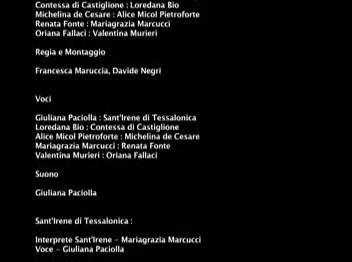 Contessa di Castiglione : Loredana Bio
Michelina de Cesare : Alice Micol Pietroforte
Renata Fonte : Mariagrazia Marcucci
Oriana Fallaci : Valentina Murieri
Regia e Montaggio
Francesca Maruccia, Davide Negri
Voci
Giuliana Paciolla : Sant'Irene di Tessalonica
Loredana Bio : Contessa di Castiglione
Alice Micol Pietroforte : Michelina de Cesare
Mariagrazia Marcucci : Renata Fonte
Valentina Murieri : Oriana Fallaci
Suono
Giuliana Paciolla
Sant'Irene di Tessalonica :
Interprete Sant'Irene - Mariagrazia Marcucci
Voce - Giuliana Paciolla